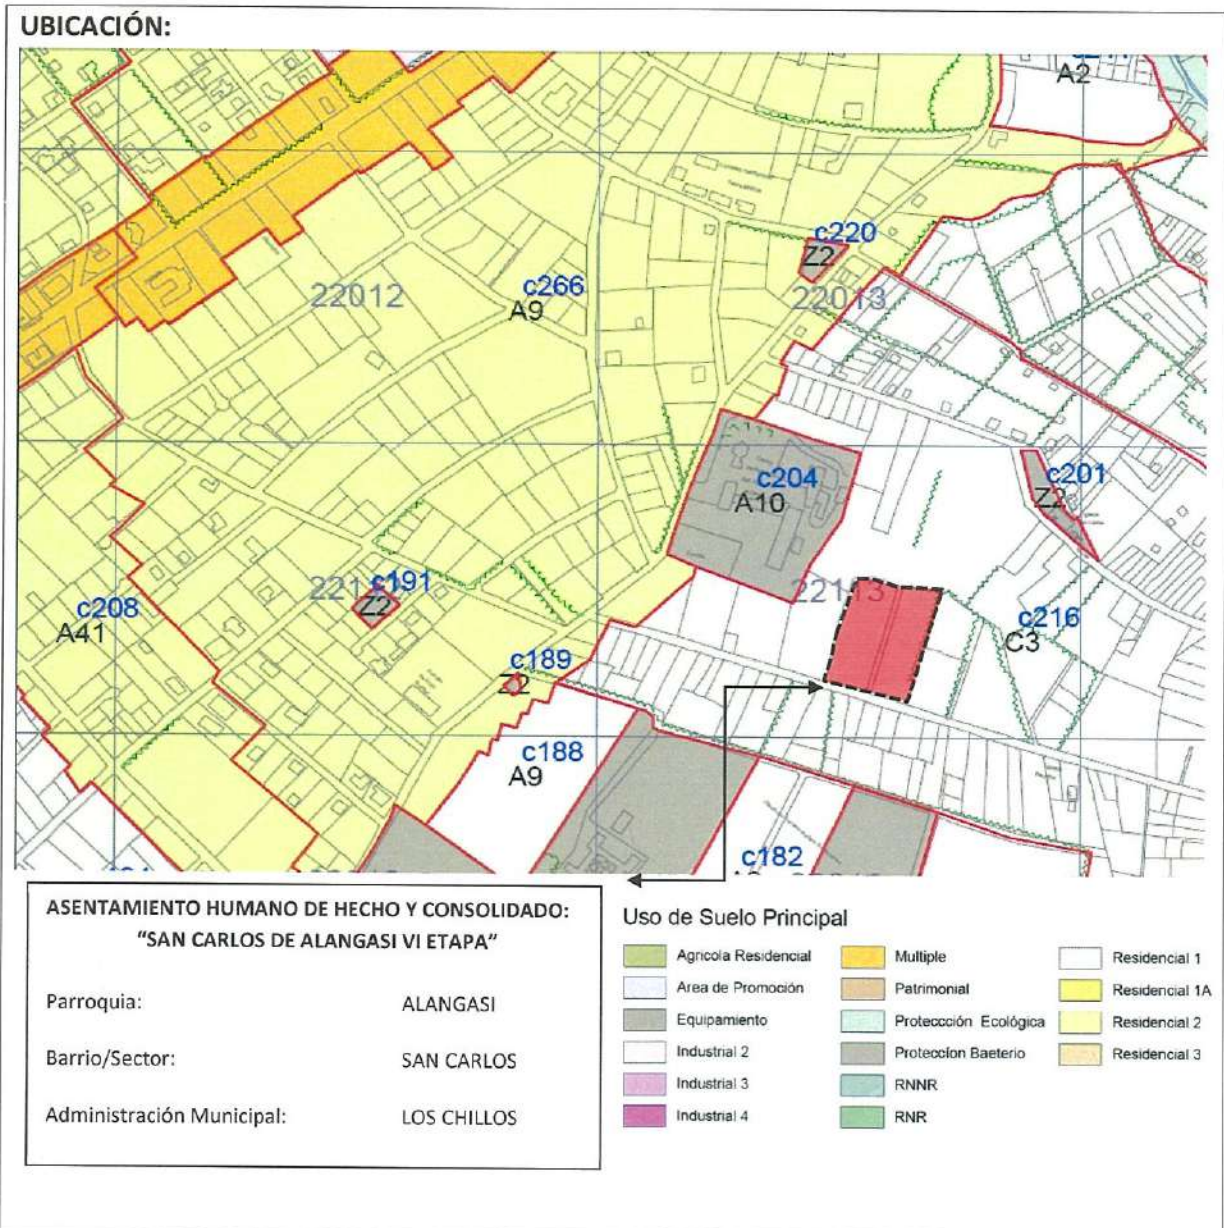 UBICACIÓN:
A2
c220
Z2
c266
22012
22013
A9
c204
A10
c201
Z2
c191
Z2
c208
A41
c216
C3
c189
Z2
c188
A9
c182
ASENTAMIENTO HUMANO DE HECHO Y CONSOLIDADO:
"SAN CARLOS DE ALANGASI VI ETAPA"
Parroquia: ALANGASI
Barrio/Sector: SAN CARLOS
Administración Municipal: LOS CHILLOS
Uso de Suelo Principal
Agricola Residencial
Area de Promoción
Equipamiento
Industrial 2
Industrial 3
Industrial 4
Multiple
Patrimonial
Proteccción Ecológica
Proteccíon Baeterio
RNNR
RNR
Residencial 1
Residencial 1A
Residencial 2
Residencial 3